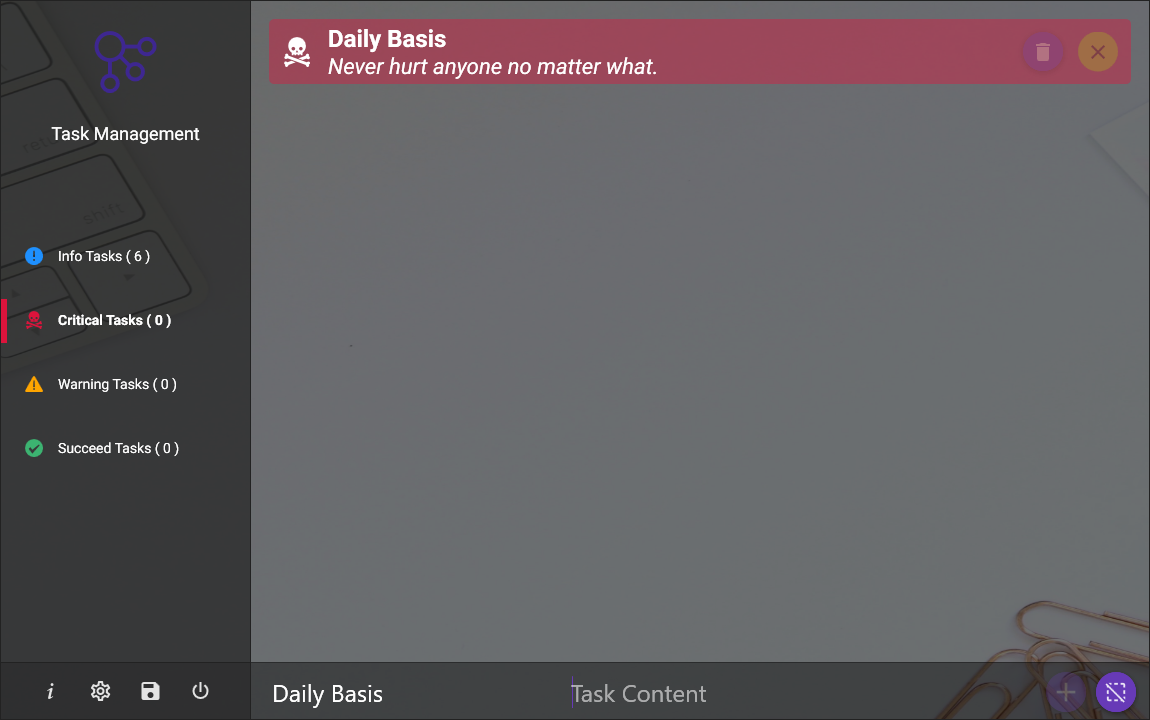 Task Management
Info Tasks ( 6 )
Critical Tasks ( 0 )
Warning Tasks ( 0 )
Succeed Tasks ( 0 )
Daily Basis
Never hurt anyone no matter what.
Daily Basis
Task Content
shift